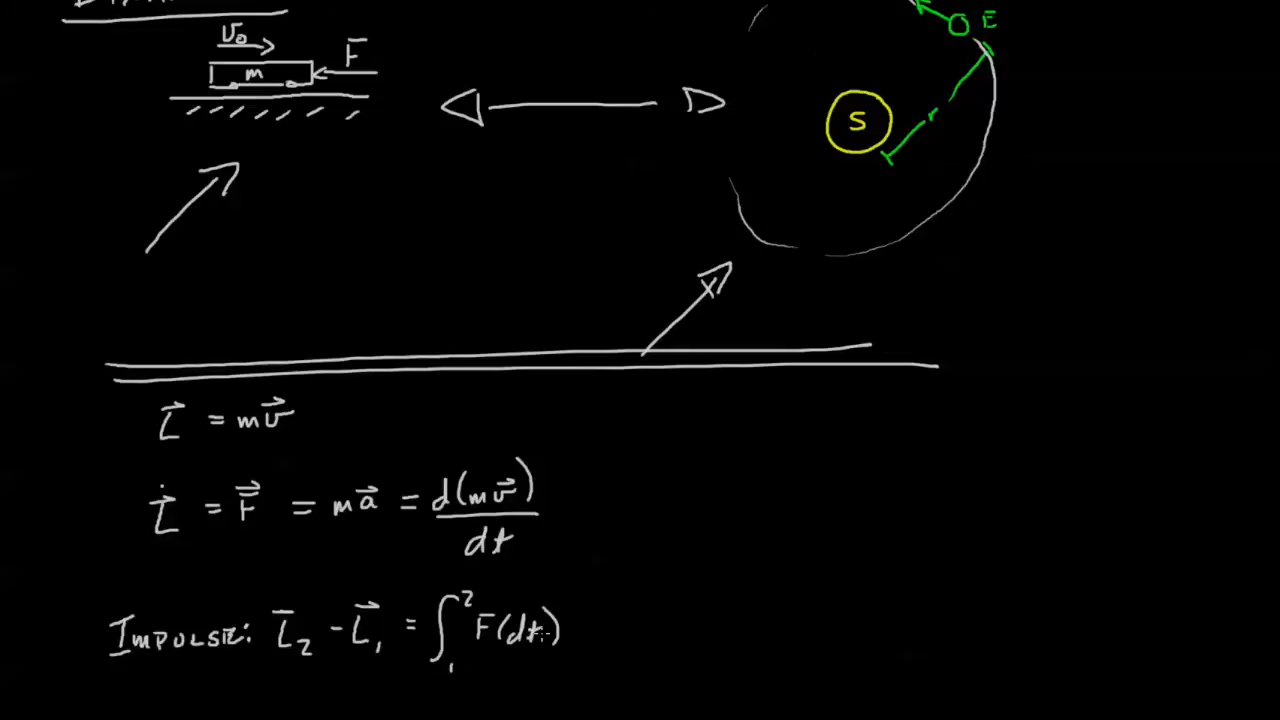 v₀
m
F̅
E
r
S
L⃗ = mv⃗
L⃗̇ = F⃗ = ma⃗ = d(mv⃗)/dt
IMPULSE: L̅₂ - L⃗₁ = ∫₁² F(dt)